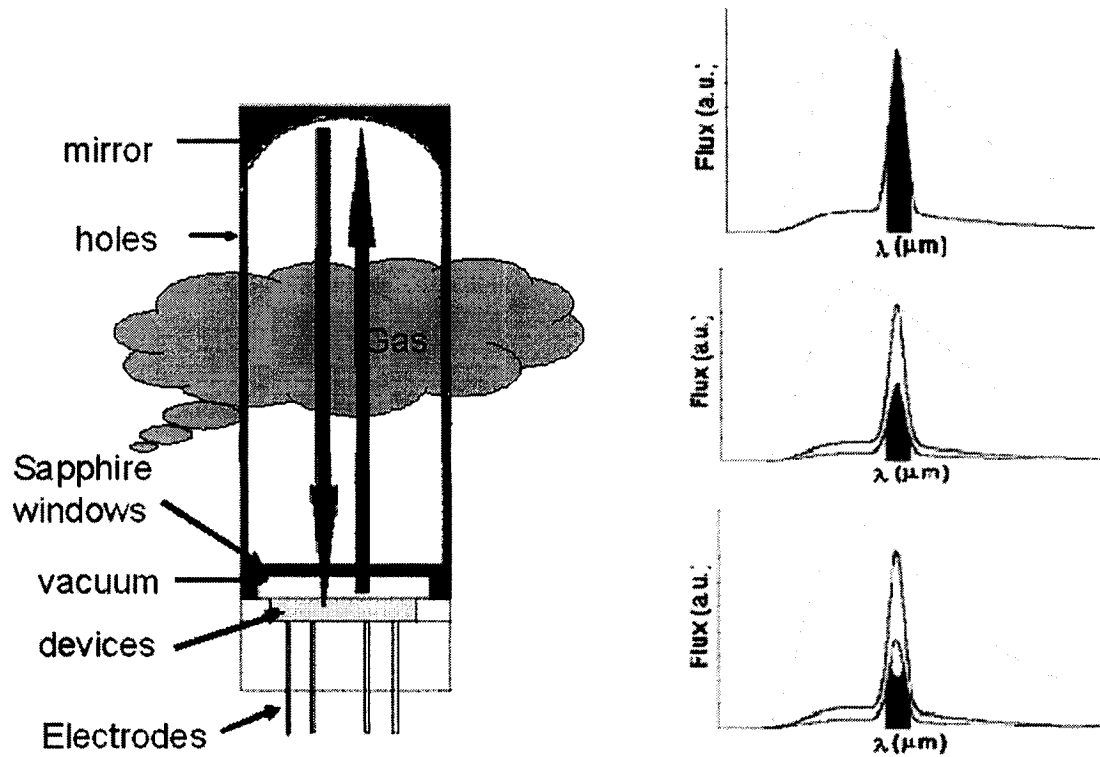 mirror
holes
Gas
Sapphire
windows
vacuum
devices
Electrodes
Flux (a.u.)
λ (μm)
Flux (a.u.)
λ (μm)
Flux (a.u.)
λ (μm)